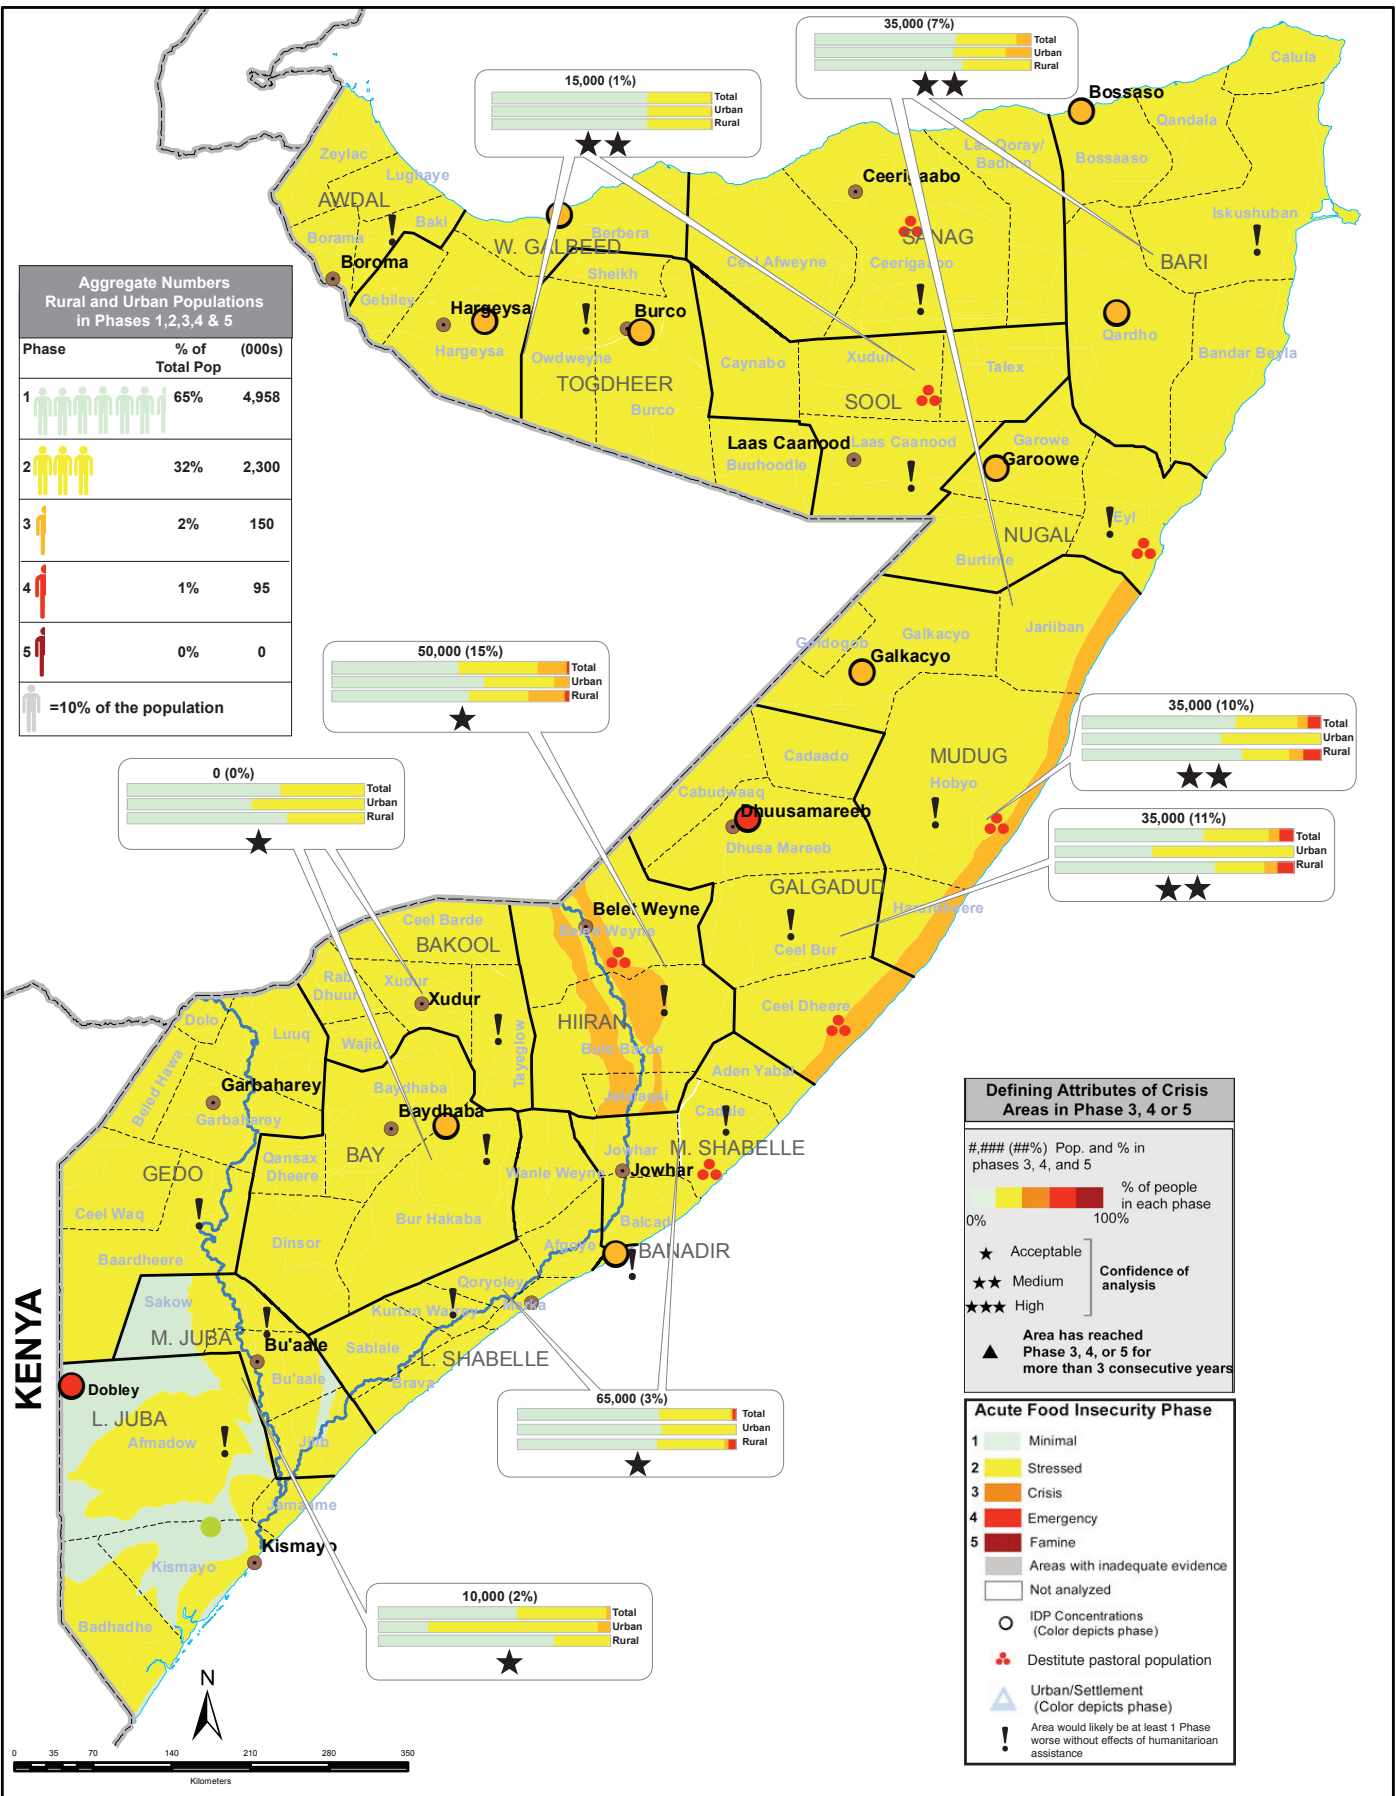 35,000 (7%)
Total
Urban
Rural
15,000 (1%)
Total
Urban
Rural
Calula
Bossaso
Qandala
Bossaaso
Las Qoray/
Badhan
Ceerigaabo
Zeylac
Lughaye
AWDAL
Baki
Borama
Boroma
W. GALBEED
Berbera
Sheikh
Iskushuban
SANAG
Ceel Afweyne
Ceerigaabo
BARI
Gebiley
Hargeysa
Hargeysa
Burco
Owdweyne
TOGDHEER
Burco
Qardho
Bandar Beyla
Caynabo
Xudun
Talex
SOOL
Laas Caanood
Laas Caanood
Buuhoodle
Garowe
Garoowe
Eyl
NUGAL
Burtinle
Aggregate Numbers
Rural and Urban Populations
in Phases 1,2,3,4 & 5
Phase
% of
Total Pop
(000s)
1 65% 4,958
2 32% 2,300
3 2% 150
4 1% 95
5 0% 0
=10% of the population
Goldogob
Galkacyo
Jariiban
Galkacyo
50,000 (15%)
Total
Urban
Rural
35,000 (10%)
Total
Urban
Rural
0 (0%)
Total
Urban
Rural
35,000 (11%)
Total
Urban
Rural
Cadaado
MUDUG
Hobyo
Cabudwaaq
Dhuusamareeb
Dhusa Mareeb
GALGADUD
Harardheere
Ceel Bur
Ceel Dheere
Belet Weyne
Beled Weyne
Ceel Barde
BAKOOL
Rab
Dhuur
Xudur
Xudur
Wajid
Tayeglow
HIIRAN
Bulo Barde
Jalalaqsi
Aden Yabal
Cadale
M. SHABELLE
Jowhar
Jowhar
Balcad
BANADIR
Dolo
Luuq
Beled Hawa
Garbaharey
Garbaharey
GEDO
Ceel Waq
Baardheere
Baydhaba
Baydhaba
BAY
Qansax
Dheere
Wanle Weyne
Bur Hakaba
Dinsor
Afgoye
Qoryoley
Marka
Kurtun Warrey
Sablale
L. SHABELLE
Brava
Sakow
M. JUBA
Bu'aale
Bu'aale
Jilib
KENYA
Dobley
L. JUBA
Afmadow
Jamaame
Kismayo
Kismayo
Badhadhe
65,000 (3%)
Total
Urban
Rural
10,000 (2%)
Total
Urban
Rural
N
0 35 70 140 210 280 350
Kilometers
Defining Attributes of Crisis
Areas in Phase 3, 4 or 5
#,### (##%) Pop. and % in
phases 3, 4, and 5
% of people
in each phase
0%
100%
Acceptable
Medium
High
Confidence of
analysis
Area has reached
Phase 3, 4, or 5 for
more than 3 consecutive years
Acute Food Insecurity Phase
1 Minimal
2 Stressed
3 Crisis
4 Emergency
5 Famine
Areas with inadequate evidence
Not analyzed
IDP Concentrations
(Color depicts phase)
Destitute pastoral population
Urban/Settlement
(Color depicts phase)
Area would likely be at least 1 Phase
worse without effects of humanitarioan
assistance